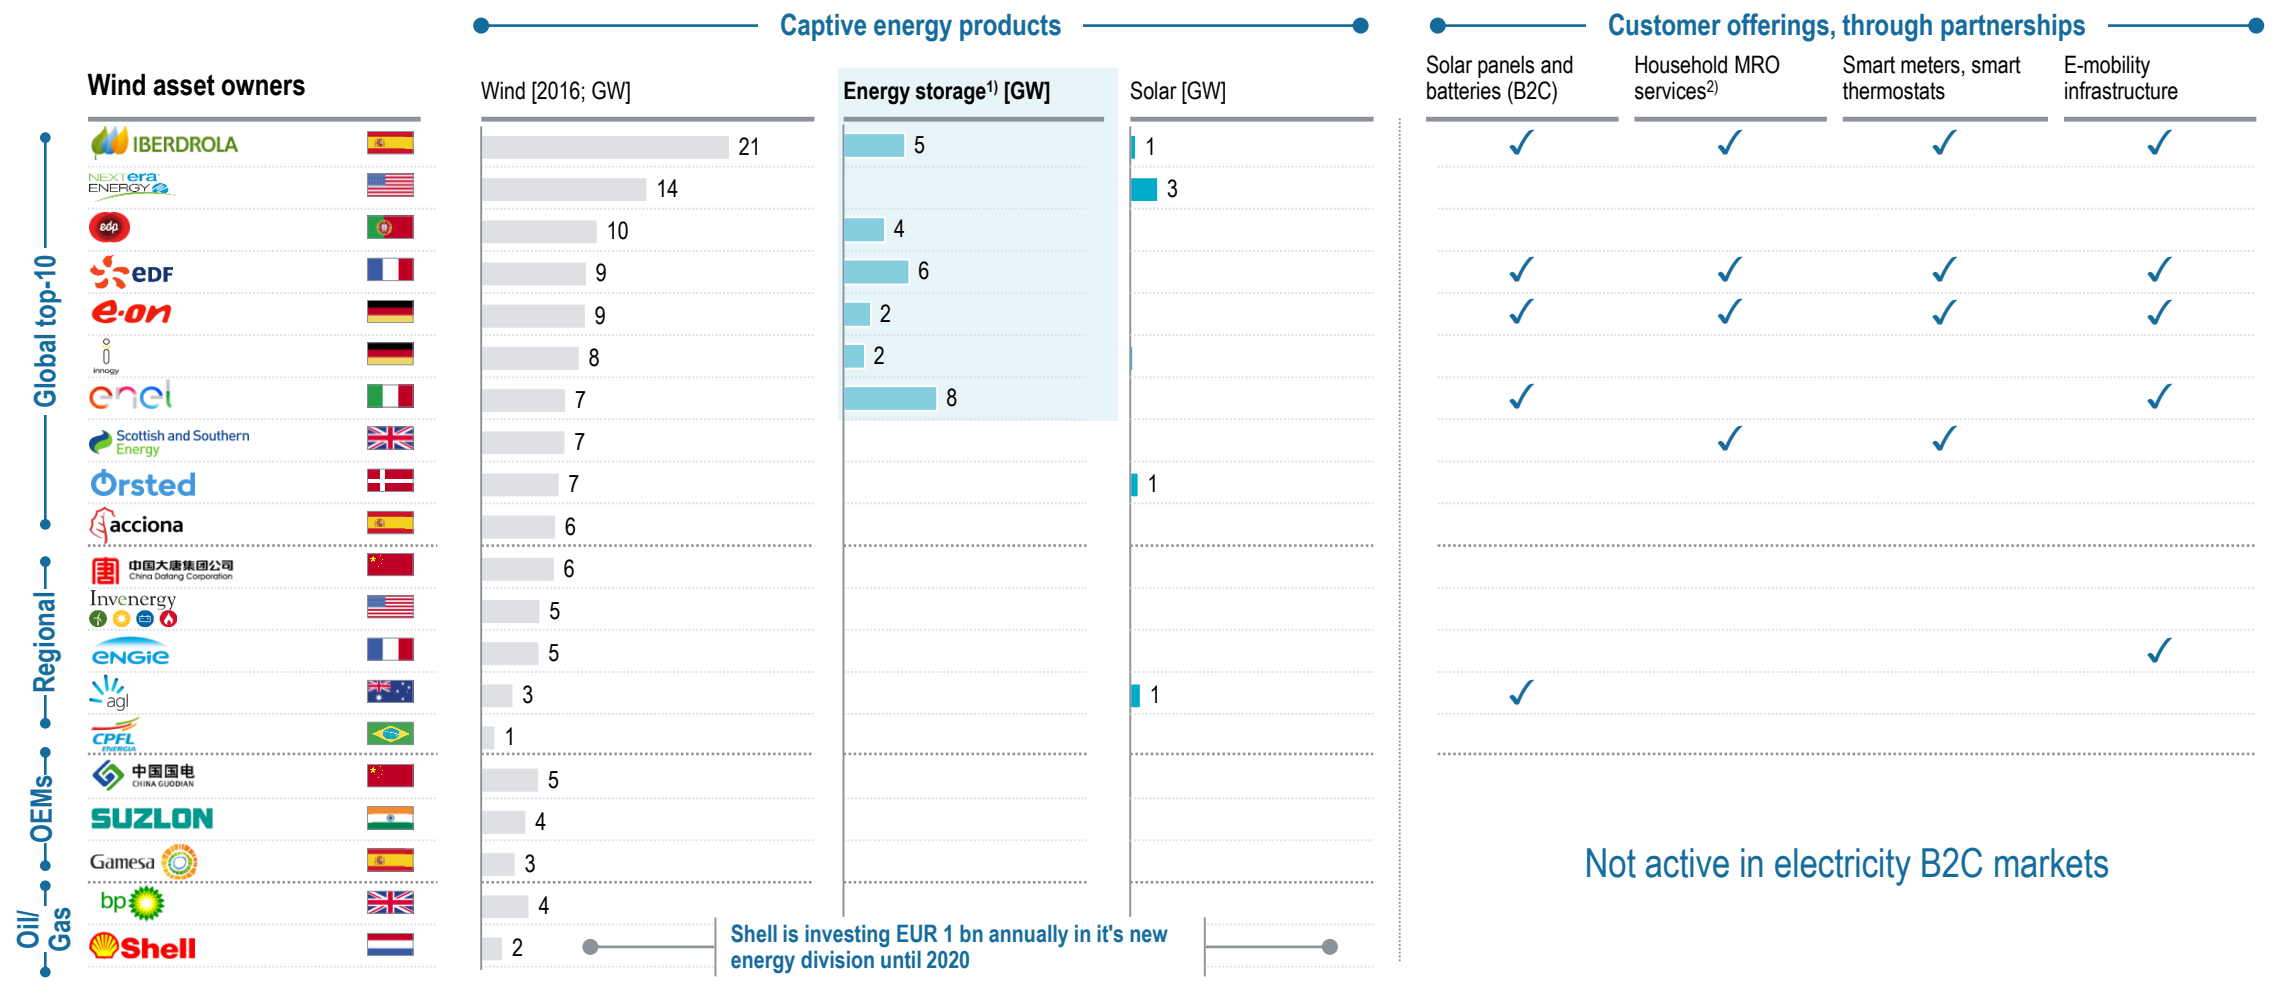 Captive energy products
Customer offerings, through partnerships
Wind asset owners
Wind [2016; GW]
Energy storage1) [GW]
Solar [GW]
Solar panels and
batteries (B2C)
Household MRO
services2)
Smart meters, smart
thermostats
E-mobility
infrastructure
Global top-10
IBERDROLA
21
5
1
✓
✓
✓
✓
NEXTera
ENERGY
14
3
edp
10
4
eDF
9
6
✓
✓
✓
✓
e·on
9
2
✓
✓
✓
✓
innogy
8
2
enel
7
8
✓
✓
Scottish and Southern
Energy
7
✓
✓
Ørsted
7
1
acciona
6
Regional
中国大唐集团公司
China Datang Corporation
6
Invenergy
5
eNGie
5
✓
agl
3
1
✓
CPFL
ENERGIA
1
OEMs
中国国电
CHINA GUODIAN
5
SUZLON
4
Gamesa
3
Not active in electricity B2C markets
Oil/
Gas
bp
4
Shell
2
Shell is investing EUR 1 bn annually in it's new
energy division until 2020